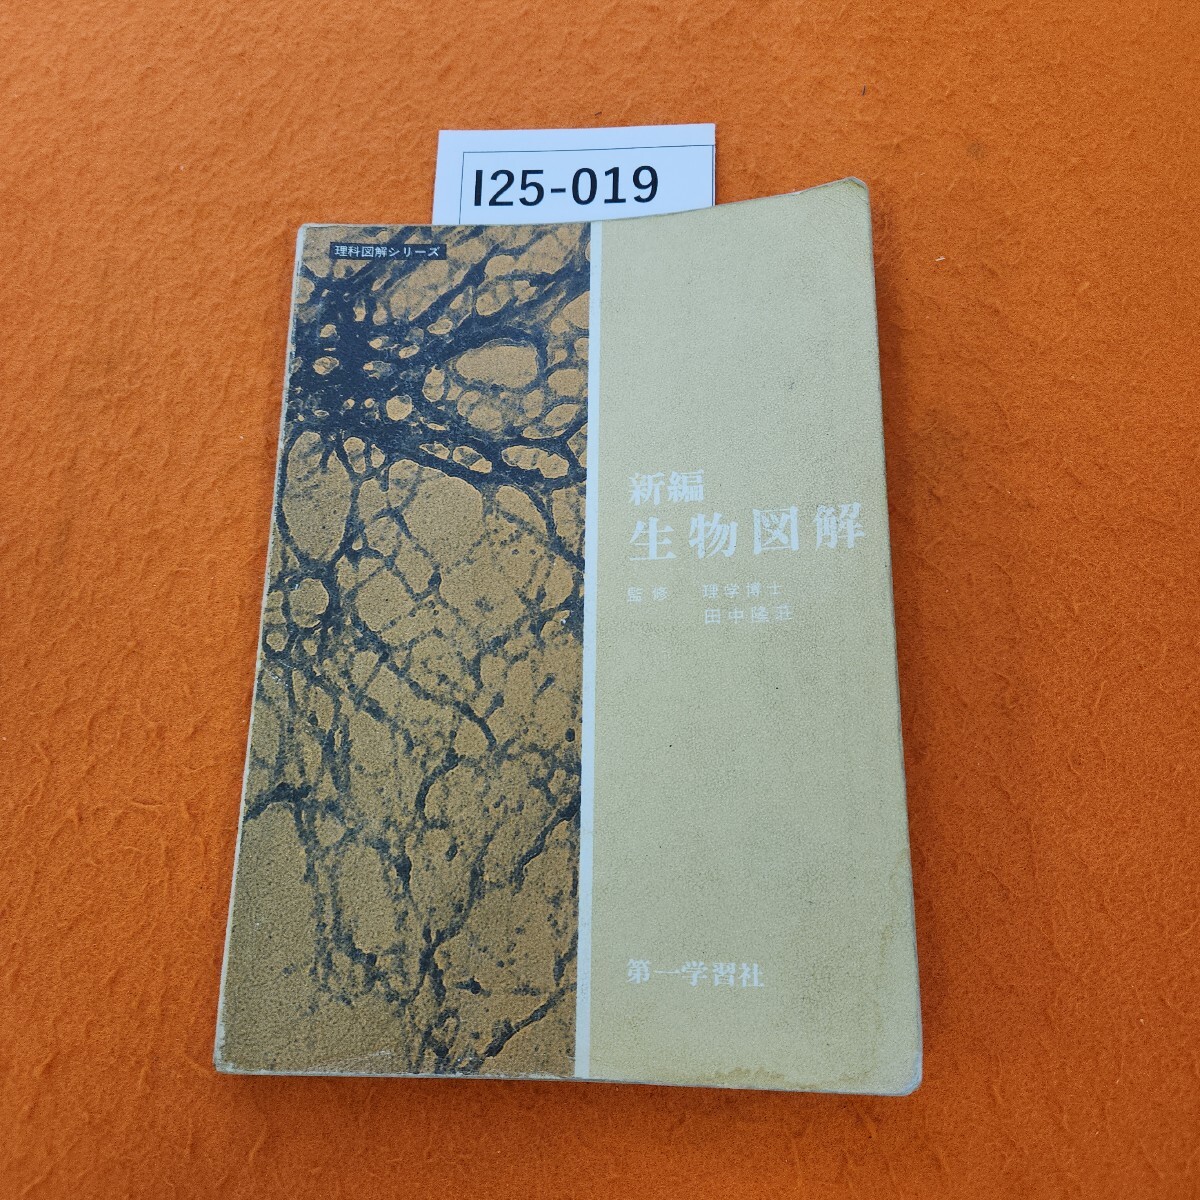 I25-019
理科図解シリーズ
新編
生物図解
監修 理学博士
田中隆荘
第一学習社